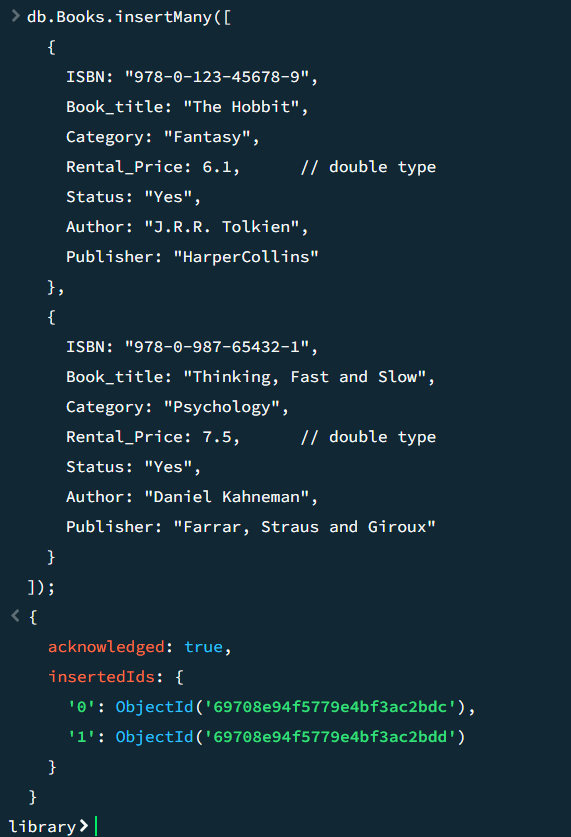 > db.Books.insertMany([
{
ISBN: "978-0-123-45678-9",
Book_title: "The Hobbit",
Category: "Fantasy",
Rental_Price: 6.1,      // double type
Status: "Yes",
Author: "J.R.R. Tolkien",
Publisher: "HarperCollins"
},
{
ISBN: "978-0-987-65432-1",
Book_title: "Thinking, Fast and Slow",
Category: "Psychology",
Rental_Price: 7.5,      // double type
Status: "Yes",
Author: "Daniel Kahneman",
Publisher: "Farrar, Straus and Giroux"
}
]);
< {
acknowledged: true,
insertedIds: {
'0': ObjectId('69708e94f5779e4bf3ac2bdc'),
'1': ObjectId('69708e94f5779e4bf3ac2bdd')
}
}
library>